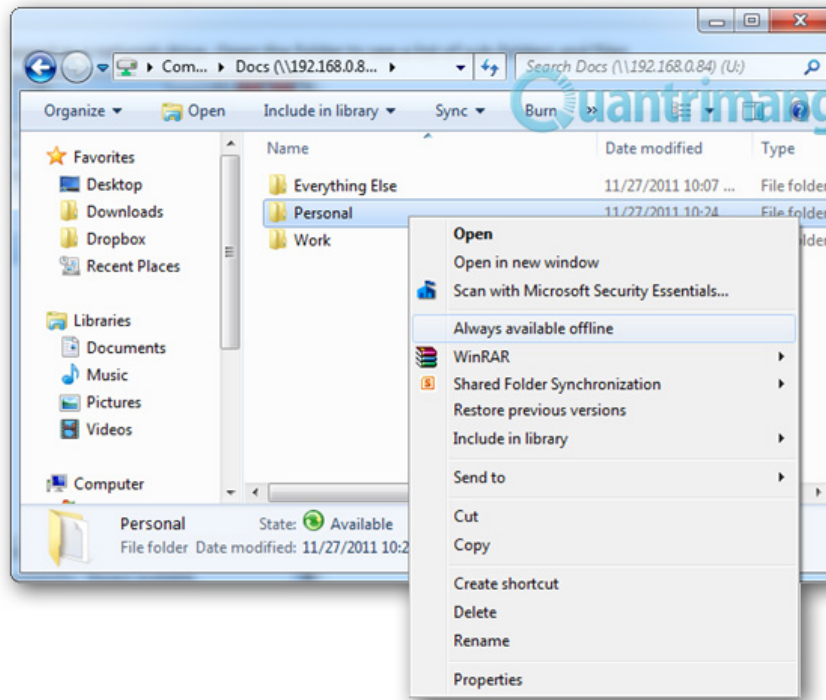 Com... Docs (\\192.168.0.8... Search Docs (\\192.168.0.84) (U:)
Organize Open Include in library Sync Burn »
Quantrimang
Favorites
Desktop
Downloads
Dropbox
Recent Places
Libraries
Documents
Music
Pictures
Videos
Computer
Name Date modified Type
Everything Else 11/27/2011 10:07 ... File folder
Personal 11/27/2011 10:24 File folder
Work lder
Open
Open in new window
Scan with Microsoft Security Essentials...
Always available offline
WinRAR
Shared Folder Synchronization
Restore previous versions
Include in library
Send to
Cut
Copy
Create shortcut
Delete
Rename
Properties
Personal State: Available
File folder Date modified: 11/27/2011 10:2